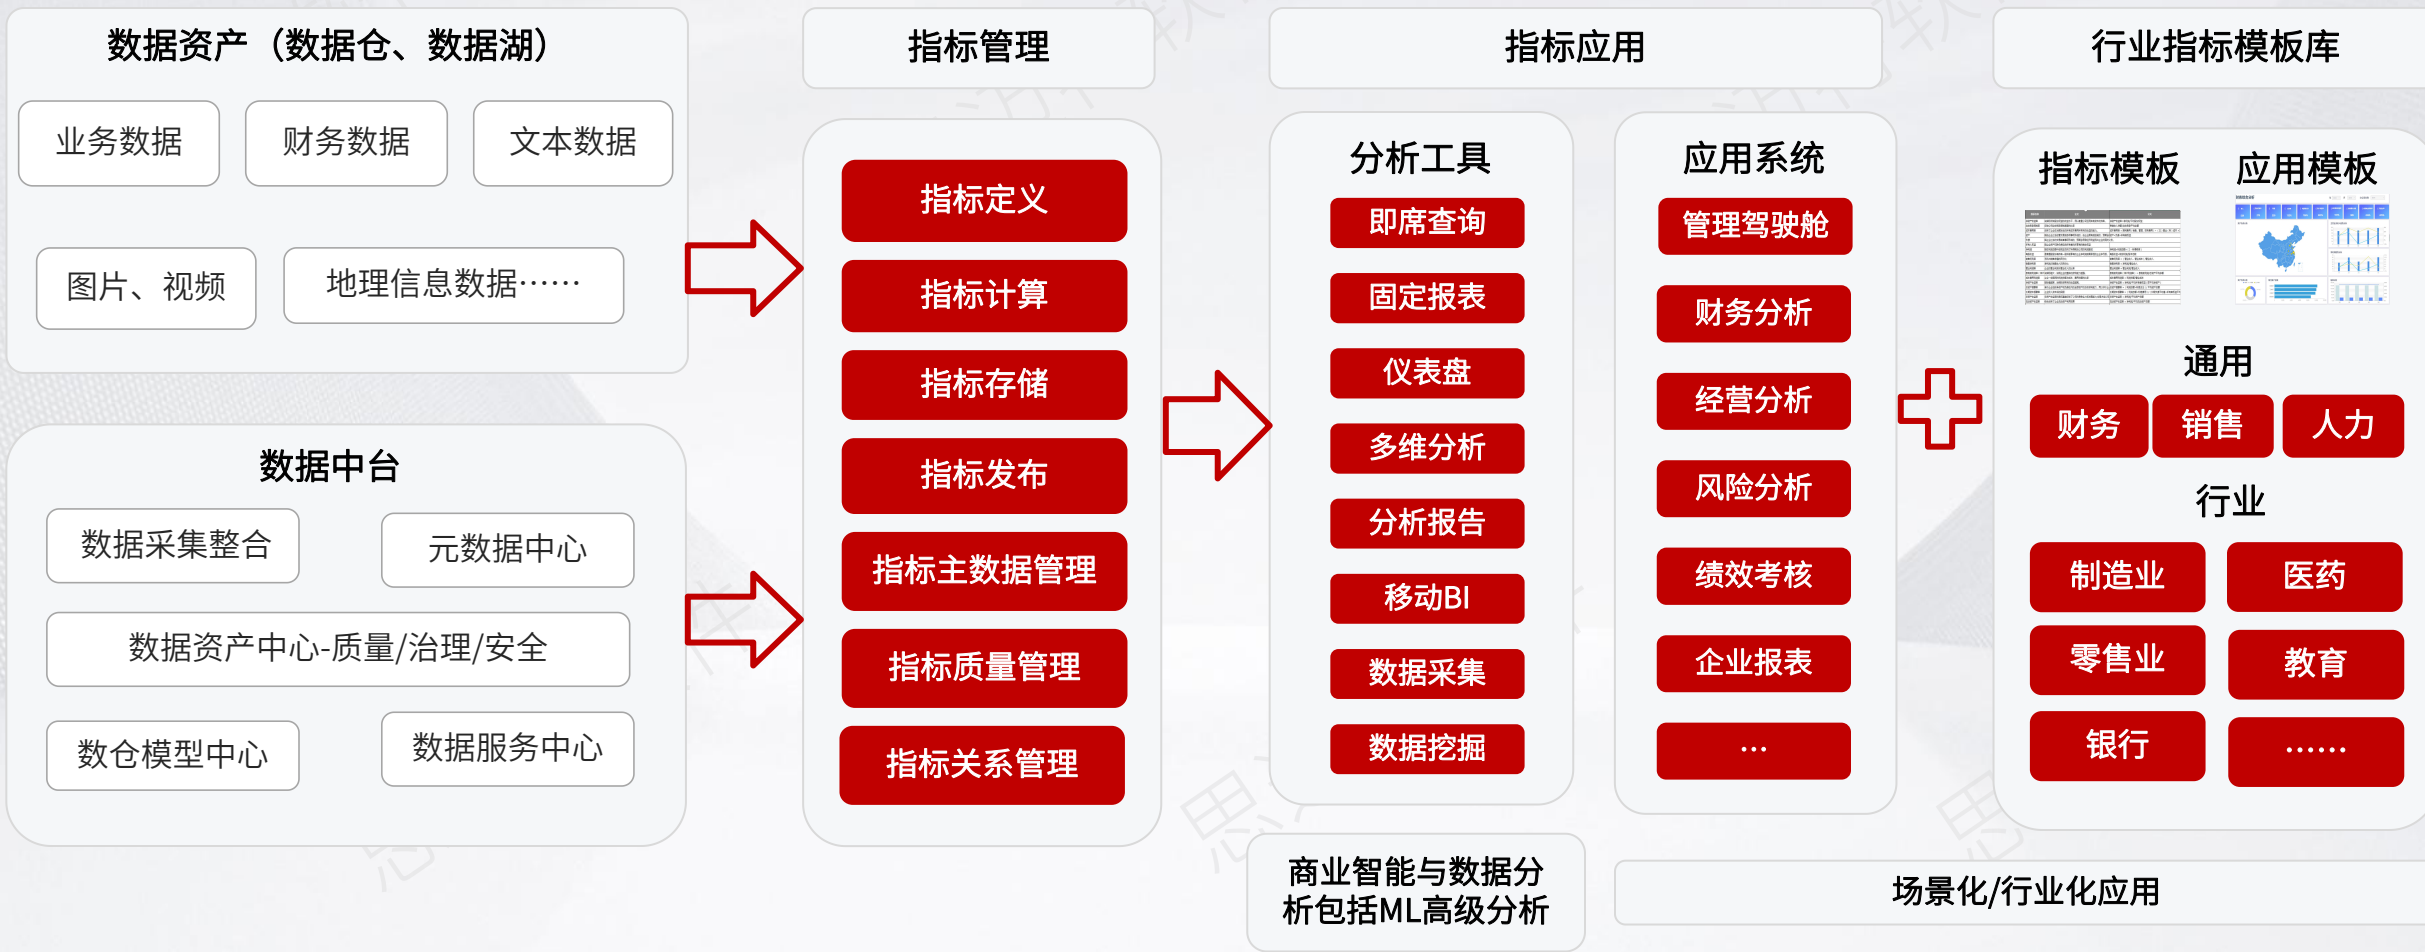 数据资产（数据仓、数据湖）
业务数据
财务数据
文本数据
图片、视频
地理信息数据……
数据中台
数据采集整合
元数据中心
数据资产中心-质量/治理/安全
数仓模型中心
数据服务中心
指标管理
指标定义
指标计算
指标存储
指标发布
指标主数据管理
指标质量管理
指标关系管理
指标应用
分析工具
即席查询
固定报表
仪表盘
多维分析
分析报告
移动BI
数据采集
数据挖掘
应用系统
管理驾驶舱
财务分析
经营分析
风险分析
绩效考核
企业报表
…
商业智能与数据分
析包括ML高级分析
行业指标模板库
指标模板
应用模板
通用
财务
销售
人力
行业
制造业
医药
零售业
教育
银行
……
场景化/行业化应用